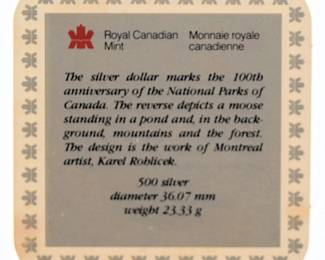 Royal Canadian Mint
Monnaie royale canadienne
The silver dollar marks the 100th
anniversary of the National Parks of
Canada. The reverse depicts a moose
standing in a pond and, in the back-
ground, mountains and the forest.
The design is the work of Montreal
artist, Karel Rohlicek.
500 silver
diameter 36.07 mm
weight 23.33 g